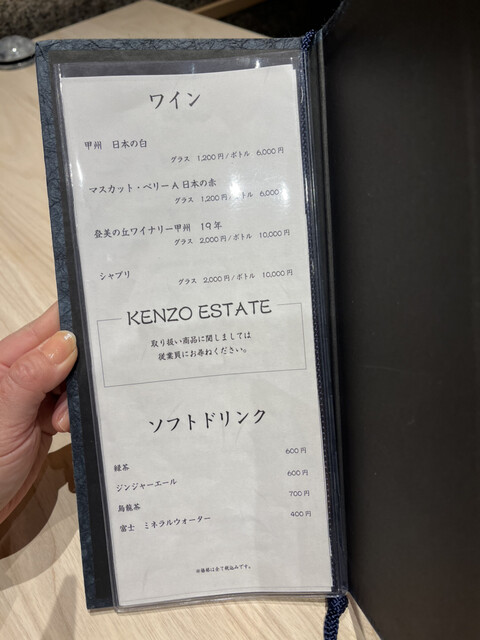 ワイン
甲州 日本の白
グラス 1,200円/ボトル 6,000円
マスカット・ベリーA 日本の赤
グラス 1,200円/ボトル 6,000
登美の丘ワイナリー甲州 19年
グラス 2,000円/ボトル 10,000円
シャブリ
グラス 2,000円/ボトル 10,000円
KENZO ESTATE
取り扱い商品に関しましては
従業員にお尋ねください。
ソフトドリンク
緑茶 600円
ジンジャーエール 600円
烏龍茶 700円
富士 ミネラルウォーター 400円
※価格は全て税込みです。